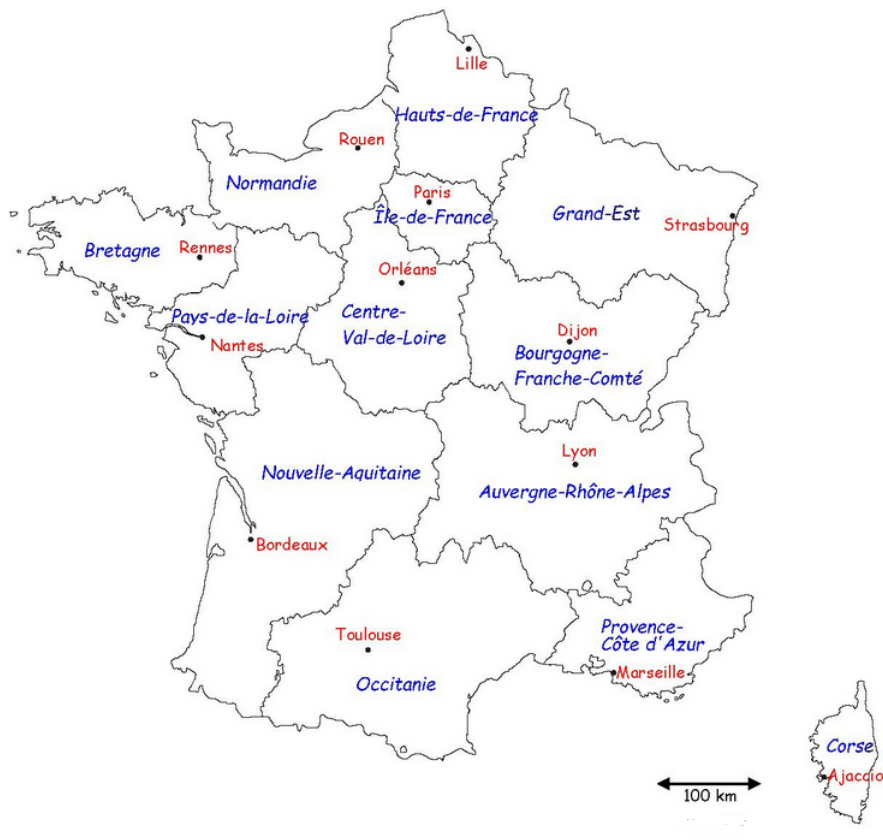 Lille
Hauts-de-France
Rouen
Normandie
Paris
Île-de-France
Grand-Est
Strasbourg
Bretagne
Rennes
Orléans
Pays-de-la-Loire
Nantes
Centre-
Val-de-Loire
Dijon
Bourgogne-
Franche-Comté
Lyon
Nouvelle-Aquitaine
Auvergne-Rhône-Alpes
Bordeaux
Toulouse
Occitanie
Provence-
Côte d'Azur
Marseille
Corse
Ajaccio
100 km